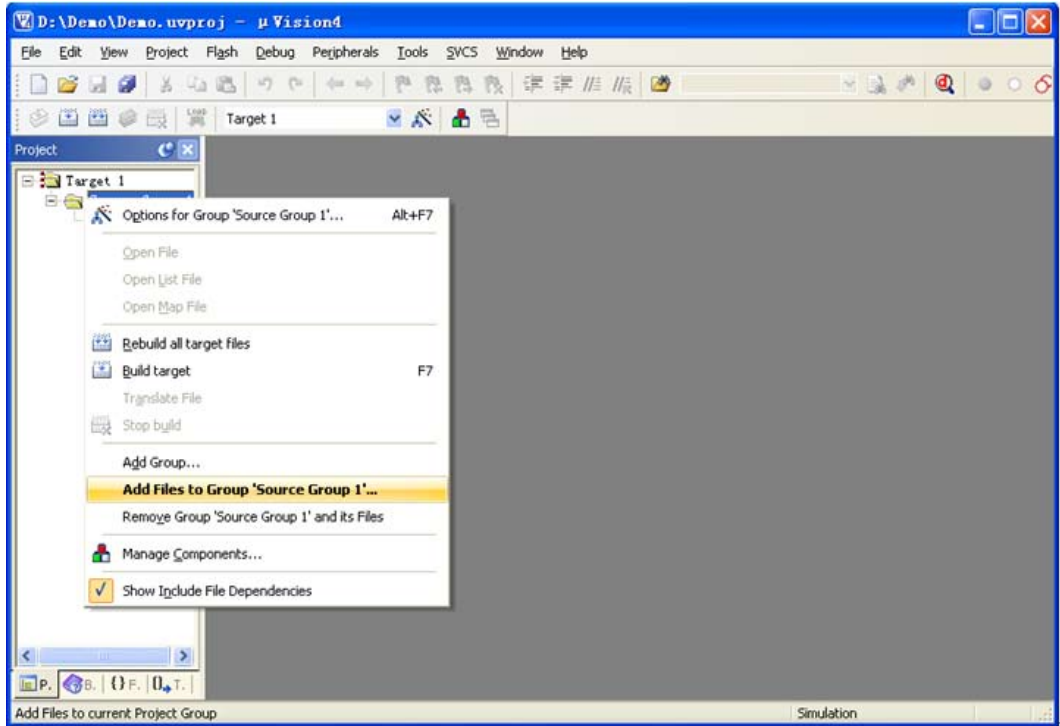 D:\Demo\Demo.uvproj - µVision4
File Edit View Project Flash Debug Peripherals Tools SVCS Window Help
Target 1
Project
Target 1
Options for Group 'Source Group 1'... Alt+F7
Open File
Open List File
Open Map File
Rebuild all target files
Build target F7
Translate File
Stop build
Add Group...
Add Files to Group 'Source Group 1'...
Remove Group 'Source Group 1' and its Files
Manage Components...
Show Include File Dependencies
P. B. {} F. 0 T.
Add Files to current Project Group Simulation